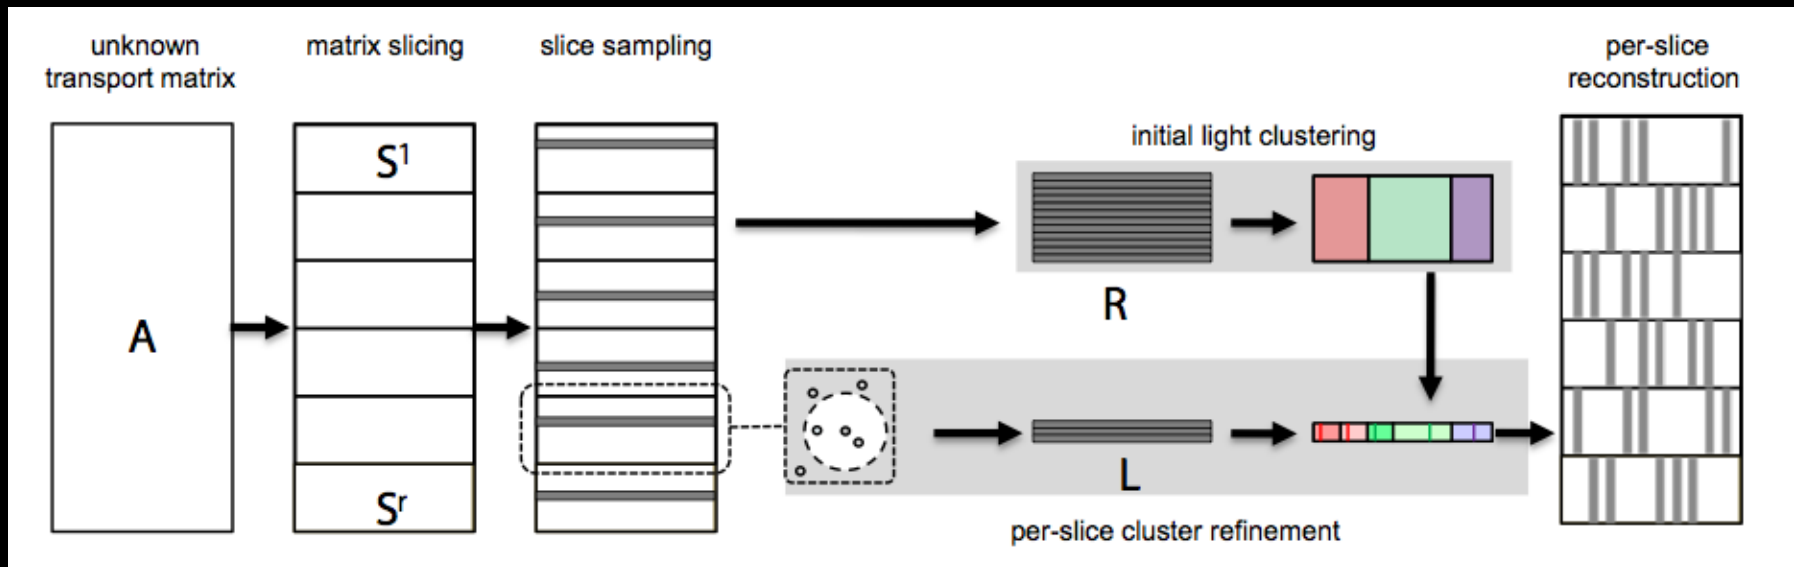 unknown
transport matrix
matrix slicing
slice sampling
per-slice
reconstruction
initial light clustering
A
S1
Sr
R
L
per-slice cluster refinement